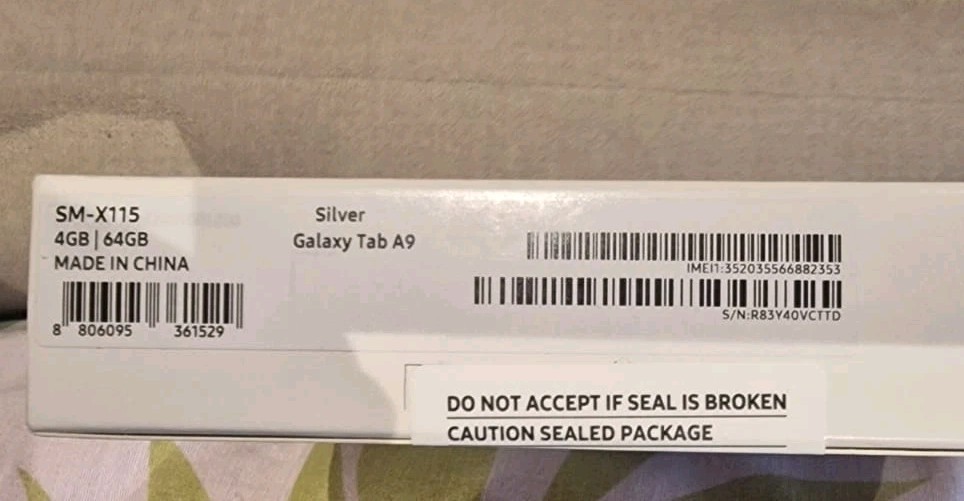 SM-X115
4GB | 64GB
MADE IN CHINA
8 806095 361529
Silver
Galaxy Tab A9
IMEI1:352035566882353
S/N:R83Y40VCTTD
DO NOT ACCEPT IF SEAL IS BROKEN
CAUTION SEALED PACKAGE